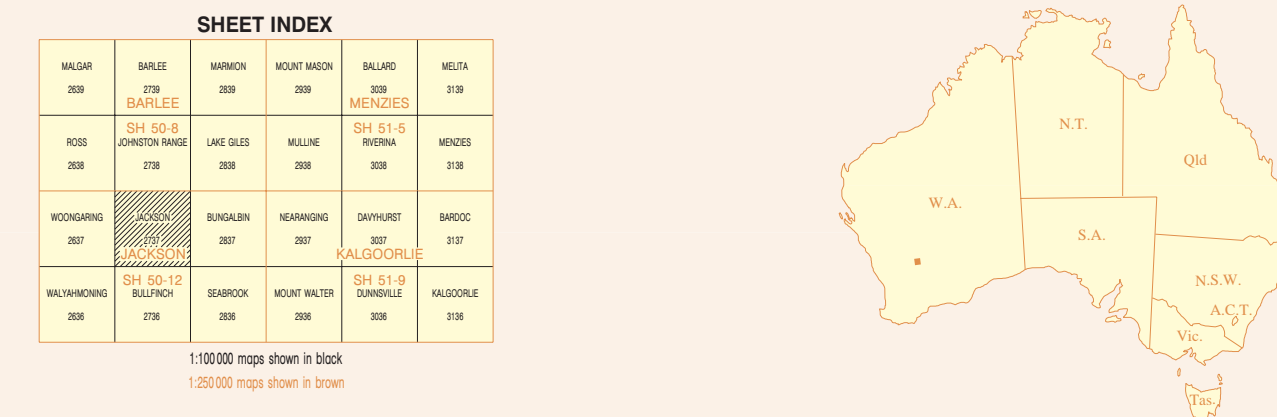 SHEET INDEX
MALGAR BARLEE MARMION MOUNT MASON BALLARD MELITA
2639 2739 2839 2939 3039 3139
BARLEE MENZIES
SH 50-8 SH 51-5
ROSS JOHNSTON RANGE LAKE GILES MULLINE RIVERINA MENZIES
2638 2738 2838 2938 3038 3138
WOONGARING JACKSON BUNGALBIN NEARANGING DAVYHURST BARDOC
2637 2737 2837 2937 3037 3137
JACKSON KALGOORLIE
SH 50-12 SH 51-9
WALYAHMONING BULLFINCH SEABROOK MOUNT WALTER DUNNSVILLE KALGOORLIE
2636 2736 2836 2936 3036 3136
1:100 000 maps shown in black
1:250 000 maps shown in brown
N.T.
Qld
W.A.
S.A.
N.S.W.
A.C.T.
Vic.
Tas.